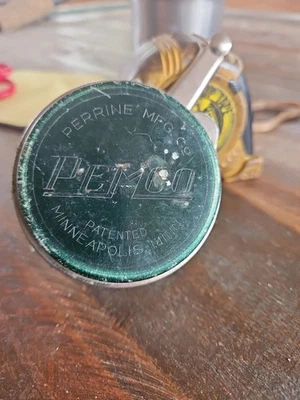 PERRINE MFG. CO.
PEMCO
PATENTED
MINNEAPOLIS, MINN.